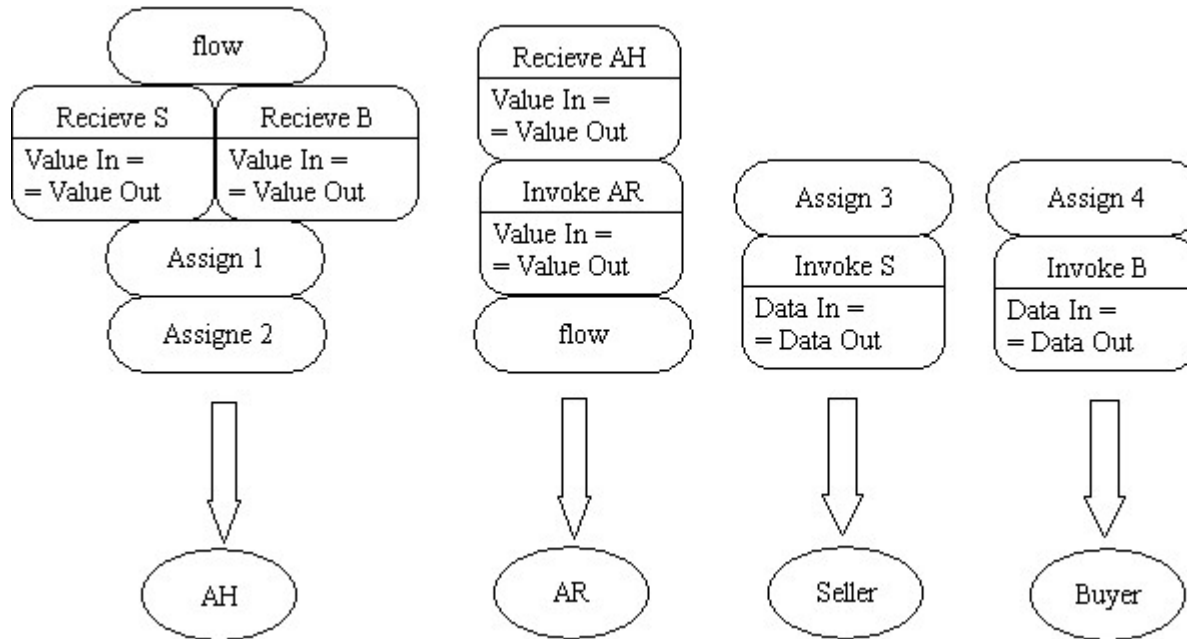 flow
Recieve S
Value In =
= Value Out
Recieve B
Value In =
= Value Out
Assign 1
Assigne 2
AH
Recieve AH
Value In =
= Value Out
Invoke AR
Value In =
= Value Out
flow
AR
Assign 3
Invoke S
Data In =
= Data Out
Seller
Assign 4
Invoke B
Data In =
= Data Out
Buyer